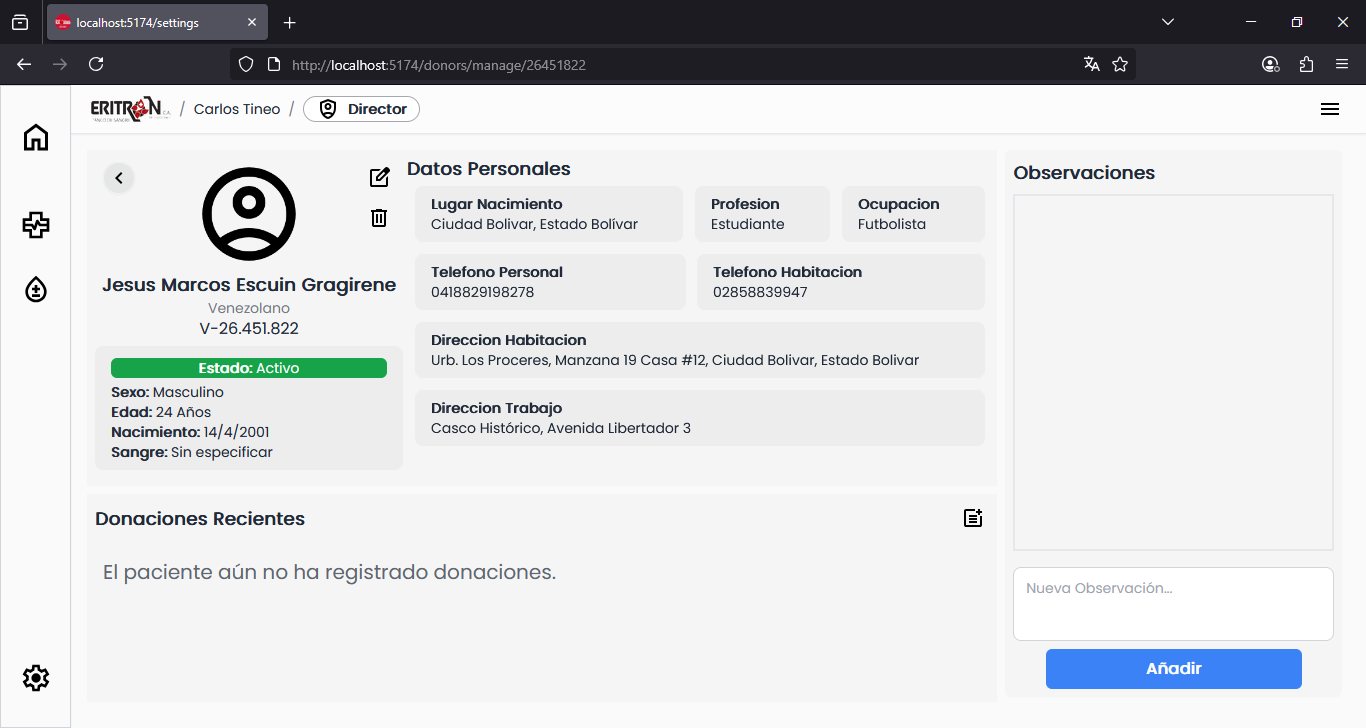 localhost:5174/settings
http://localhost:5174/donors/manage/26451822
ERITRON C.A. / Carlos Tineo / Director
Jesus Marcos Escuin Gragirene
Venezolano
V-26.451.822
Estado: Activo
Sexo: Masculino
Edad: 24 Años
Nacimiento: 14/4/2001
Sangre: Sin especificar
Datos Personales
Lugar Nacimiento
Ciudad Bolivar, Estado Bolívar
Profesion
Estudiante
Ocupacion
Futbolista
Telefono Personal
0418829198278
Telefono Habitacion
02858839947
Direccion Habitacion
Urb. Los Proceres, Manzana 19 Casa #12, Ciudad Bolivar, Estado Bolivar
Direccion Trabajo
Casco Histórico, Avenida Libertador 3
Donaciones Recientes
El paciente aún no ha registrado donaciones.
Observaciones
Nueva Observación...
Añadir